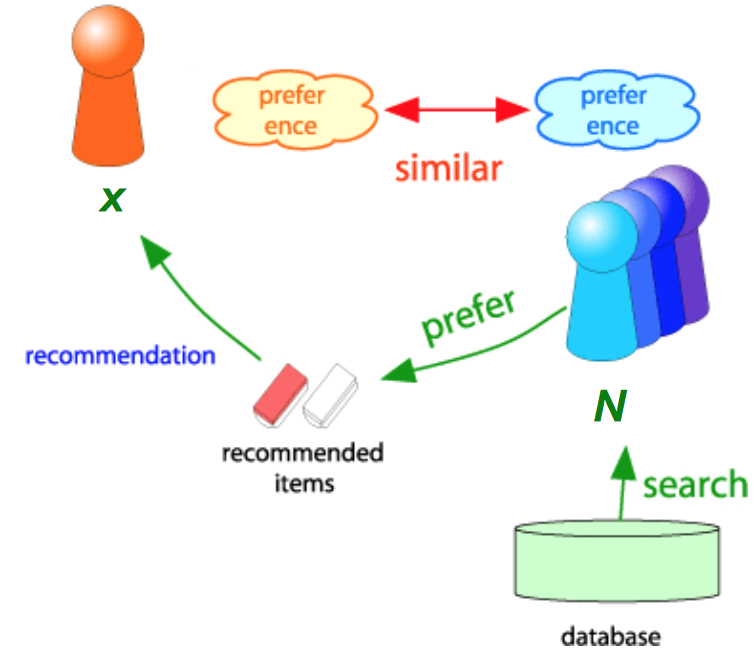 prefer
ence
prefer
ence
similar
x
prefer
recommendation
N
recommended
items
search
database